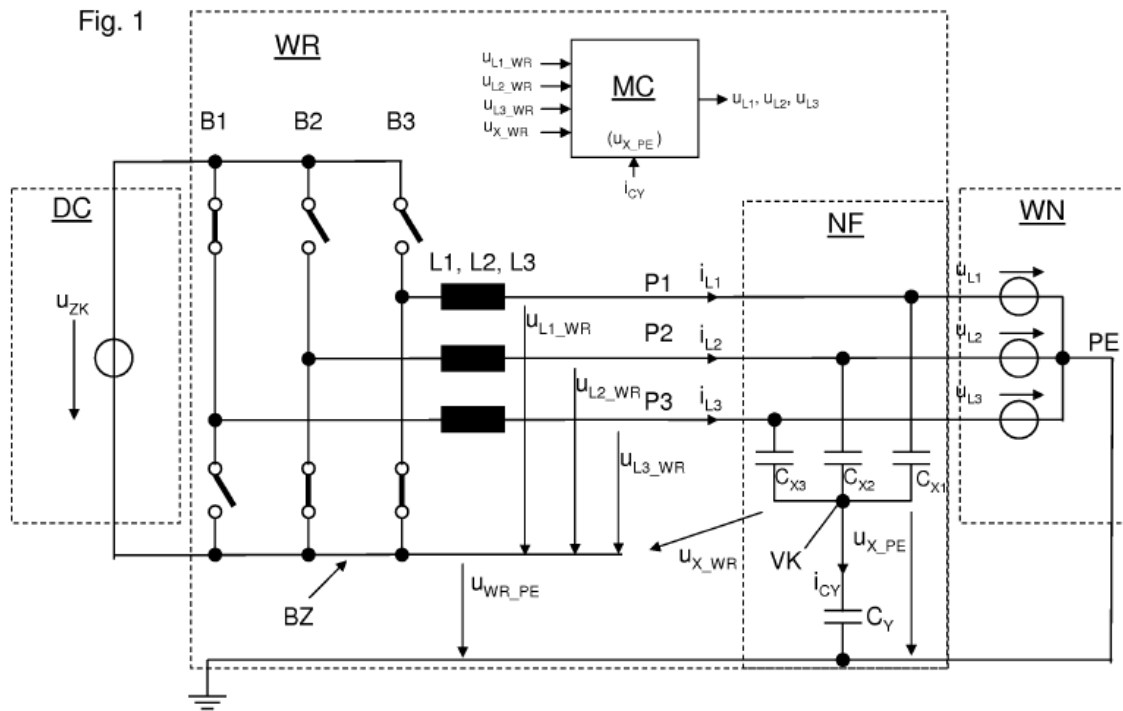 Fig. 1
WR
u_L1_WR
u_L2_WR
u_L3_WR
u_X_WR
MC
(u_X_PE)
u_L1, u_L2, u_L3
i_CY
B1
B2
B3
DC
u_ZK
L1, L2, L3
NF
WN
P1
i_L1
u_L1
u_L1_WR
P2
i_L2
u_L2
PE
u_L2_WR
P3
i_L3
u_L3
u_L3_WR
C_X3
C_X2
C_X1
u_X_WR
VK
u_X_PE
i_CY
u_WR_PE
BZ
C_Y